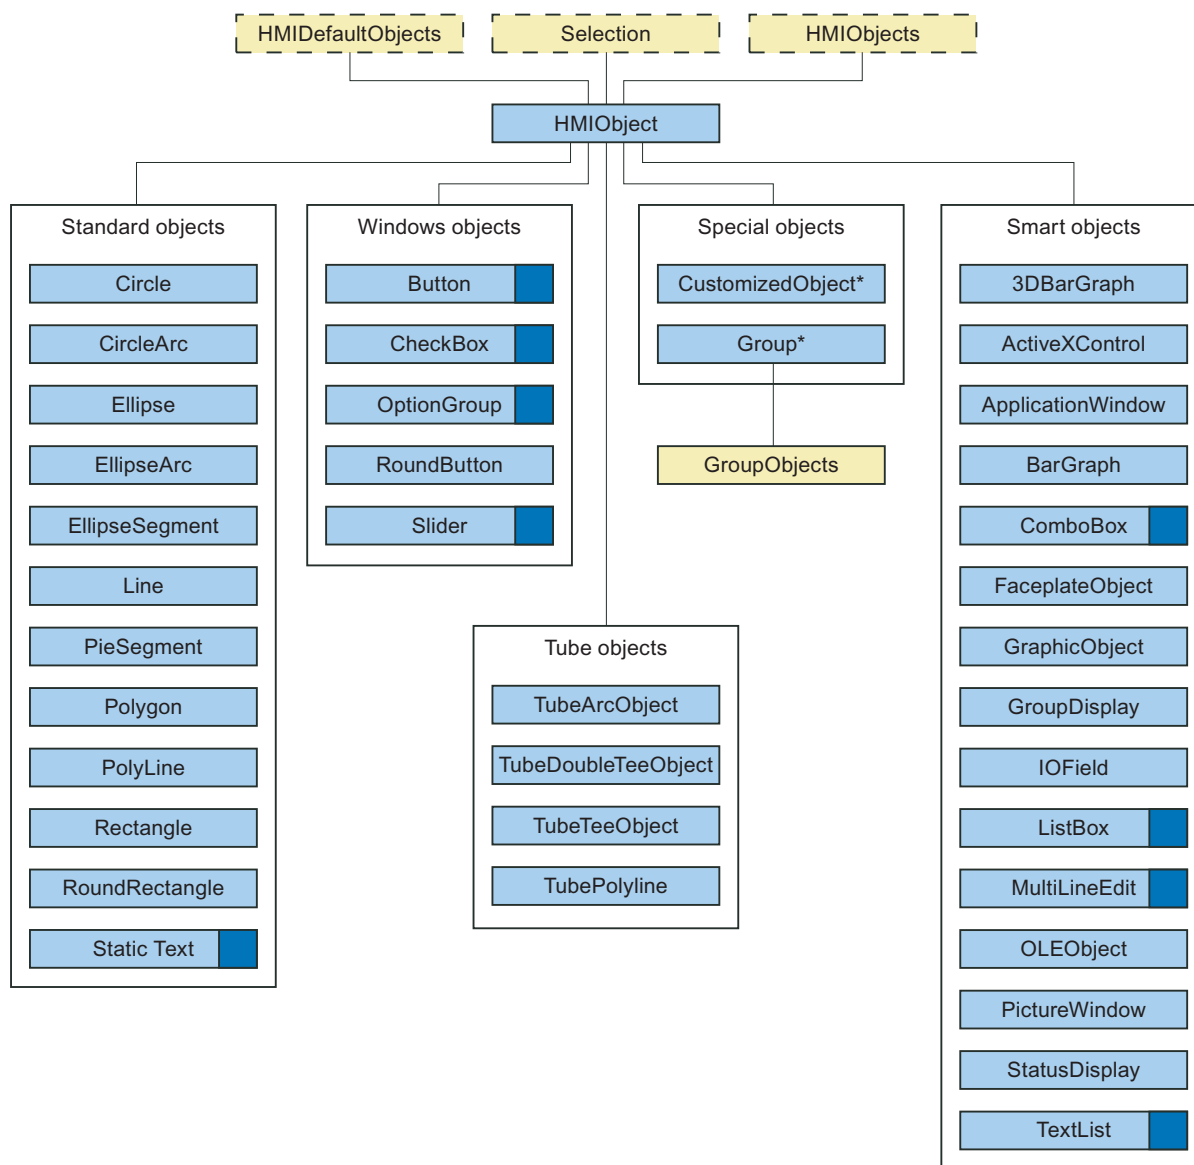 HMIDefaultObjects
Selection
HMIObjects
HMIObject
Standard objects
Circle
CircleArc
Ellipse
EllipseArc
EllipseSegment
Line
PieSegment
Polygon
PolyLine
Rectangle
RoundRectangle
Static Text
Windows objects
Button
CheckBox
OptionGroup
RoundButton
Slider
Tube objects
TubeArcObject
TubeDoubleTeeObject
TubeTeeObject
TubePolyline
Special objects
CustomizedObject*
Group*
GroupObjects
Smart objects
3DBarGraph
ActiveXControl
ApplicationWindow
BarGraph
ComboBox
FaceplateObject
GraphicObject
GroupDisplay
IOField
ListBox
MultiLineEdit
OLEObject
PictureWindow
StatusDisplay
TextList